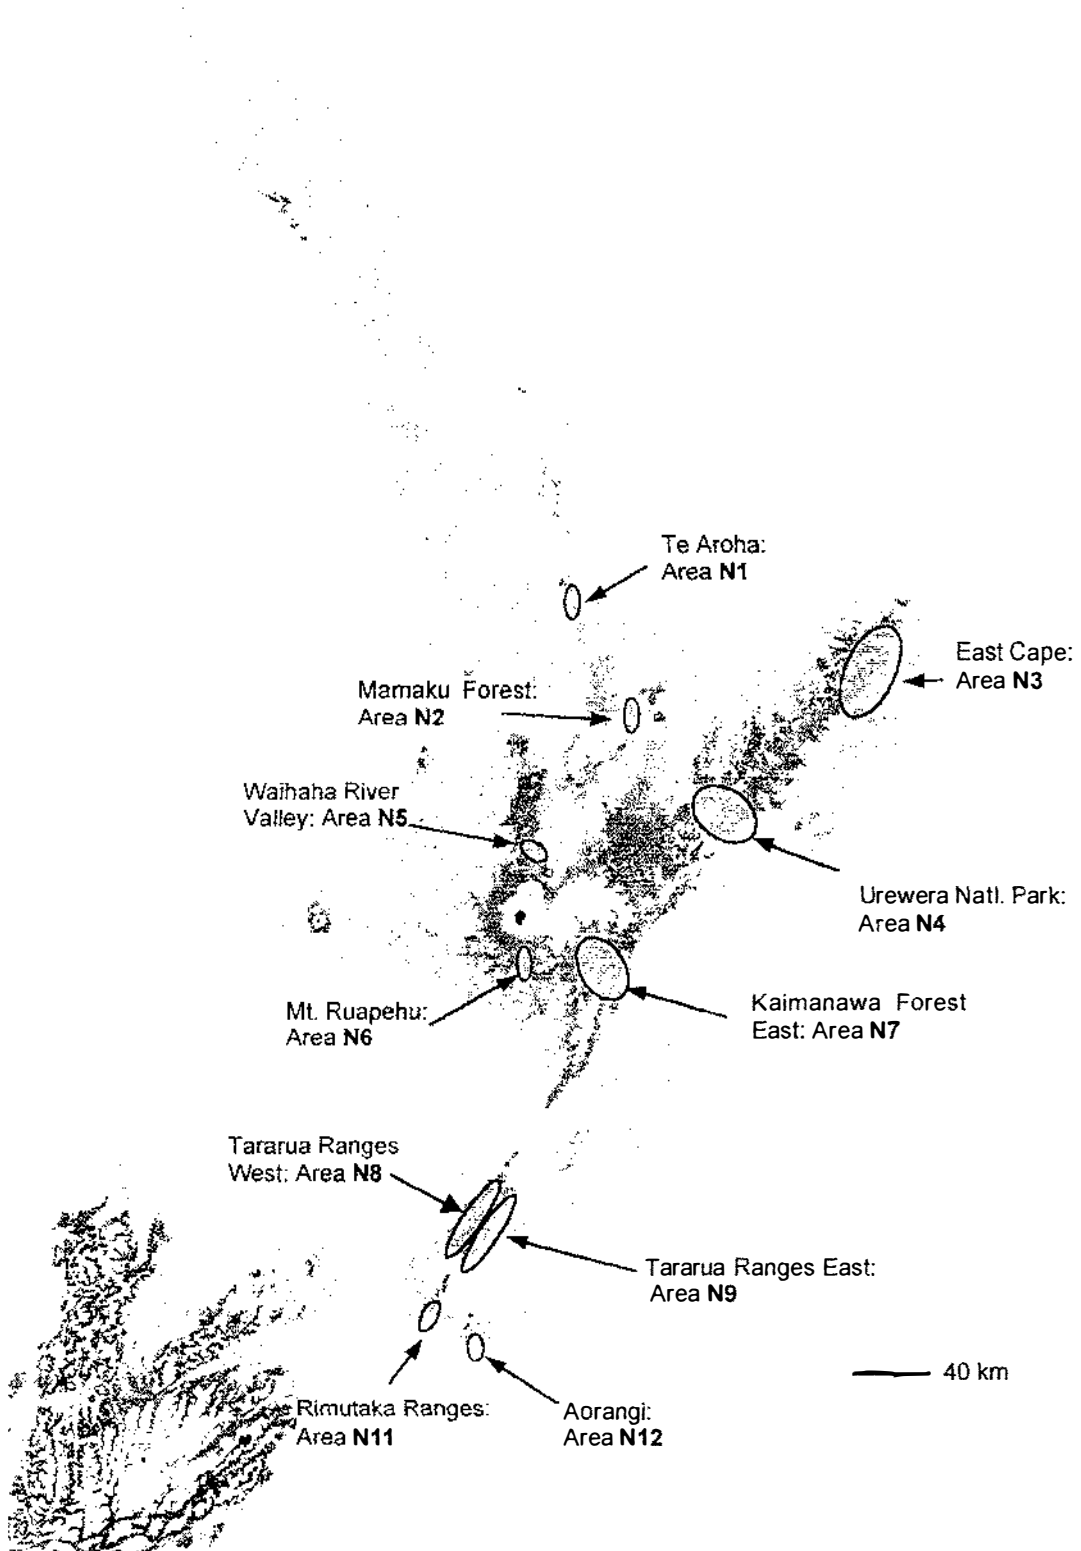 Te Aroha:
Area N1
East Cape:
Area N3
Mamaku Forest:
Area N2
Waihaha River
Valley: Area N5
Urewera Natl. Park:
Area N4
Kaimanawa Forest
East: Area N7
Mt. Ruapehu:
Area N6
Tararua Ranges
West: Area N8
Tararua Ranges East:
Area N9
40 km
Rimutaka Ranges:
Area N11
Aorangi:
Area N12